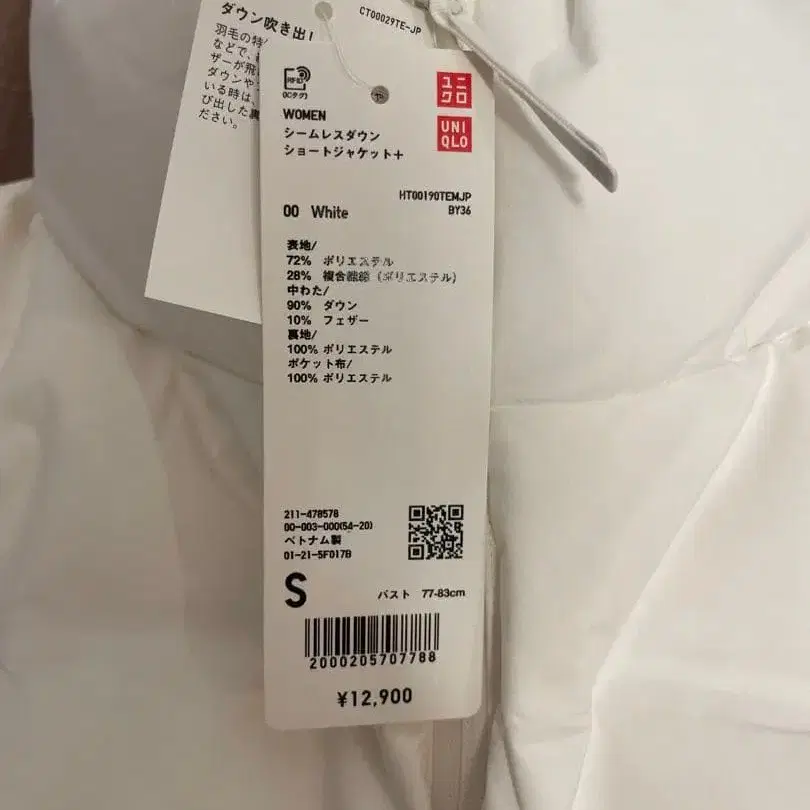 ダウン吹き出し
CT00029TE-JP
羽毛の特
などで、
ザーが飛
ダウンや
いる時は、
び出した裏
ださい。
RFID
(ICタグ)
ユニ
クロ
UNI
QLO
WOMEN
シームレスダウン
ショートジャケット+
HT00190TEMJP
BY36
00 White
表地/
72% ポリエステル
28% 複合繊維(ポリエステル)
中わた/
90% ダウン
10% フェザー
裏地/
100% ポリエステル
ポケット布/
100% ポリエステル
211-478578
00-003-000(54-20)
ベトナム製
01-21-5F017B
S
バスト 77-83cm
2000205707788
¥12,900